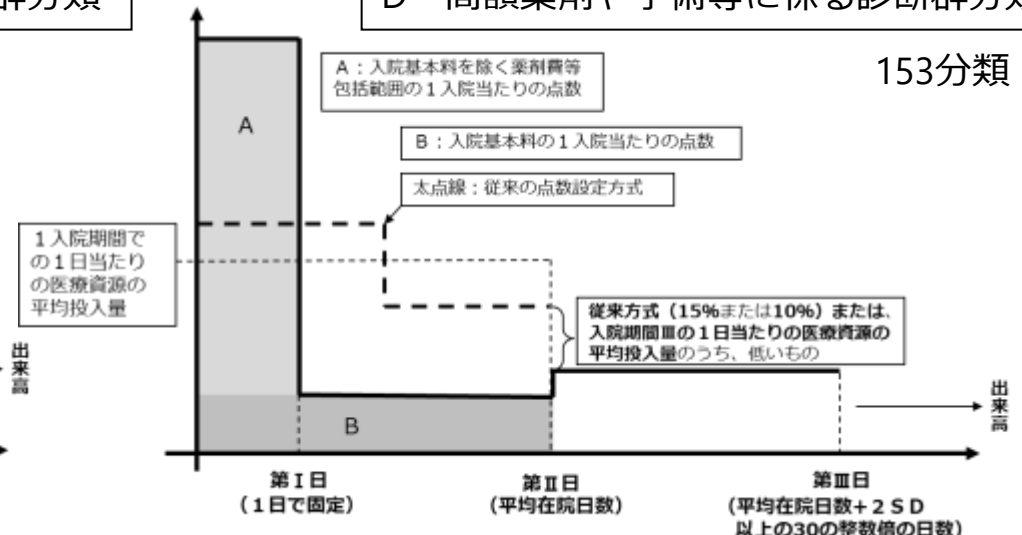 群分類
D 高額薬剤や手術等に係る診断群分類
153分類
A:入院基本料を除く薬剤費等
包括範囲の1入院当たりの点数
A
B:入院基本料の1入院当たりの点数
太点線:従来の点数設定方式
1入院期間で
の1日当たり
の医療資源の
平均投入量
従来方式(15%または10%)または、
入院期間Ⅲの1日当たりの医療資源の
平均投入量のうち、低いもの
出来高
出来高
B
第Ⅰ日
(1日で固定)
第Ⅱ日
(平均在院日数)
第Ⅲ日
(平均在院日数+2SD
以上の30の整数倍の日数)